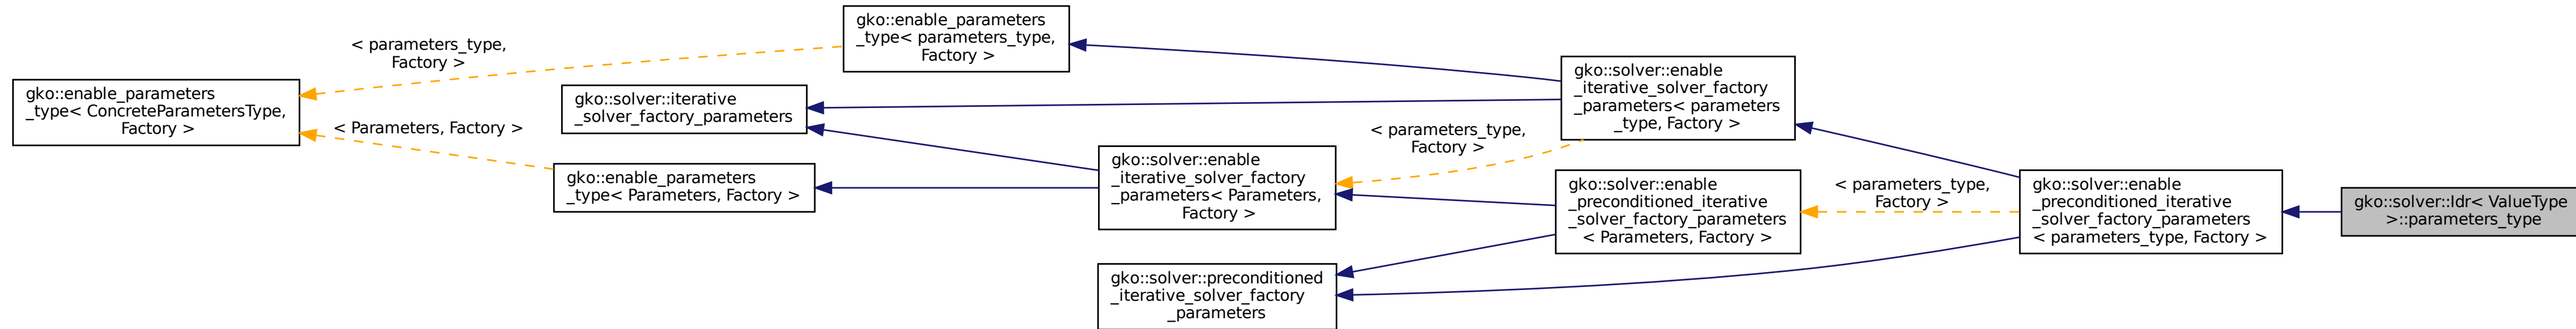 gko::enable_parameters
_type< ConcreteParametersType,
Factory >
< parameters_type,
Factory >
< Parameters, Factory >
gko::enable_parameters
_type< parameters_type,
Factory >
gko::solver::iterative
_solver_factory_parameters
gko::enable_parameters
_type< Parameters, Factory >
gko::solver::enable
_iterative_solver_factory
_parameters< Parameters,
Factory >
gko::solver::preconditioned
_iterative_solver_factory
_parameters
< parameters_type,
Factory >
gko::solver::enable
_iterative_solver_factory
_parameters< parameters
_type, Factory >
gko::solver::enable
_preconditioned_iterative
_solver_factory_parameters
< Parameters, Factory >
< parameters_type,
Factory >
gko::solver::enable
_preconditioned_iterative
_solver_factory_parameters
< parameters_type, Factory >
gko::solver::Idr< ValueType
>::parameters_type